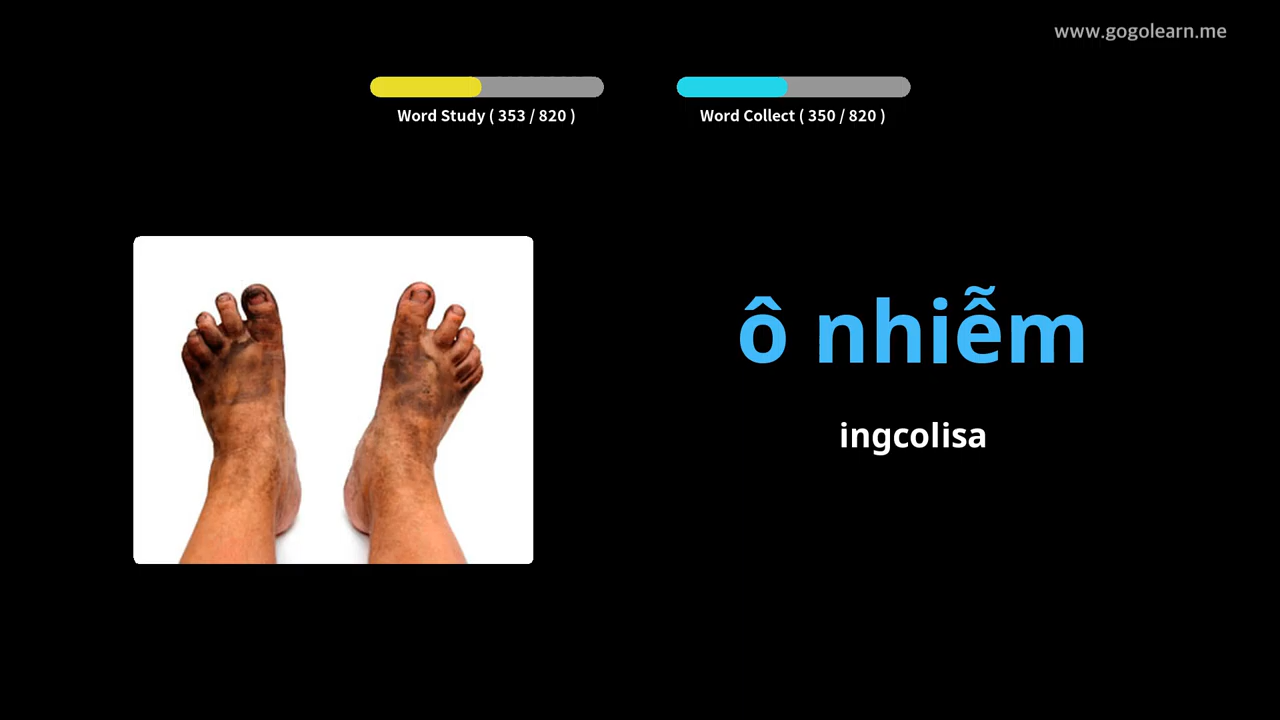 www.gogolearn.me
Word Study ( 353 / 820 )
Word Collect ( 350 / 820 )
ô nhiễm
ingcolisa